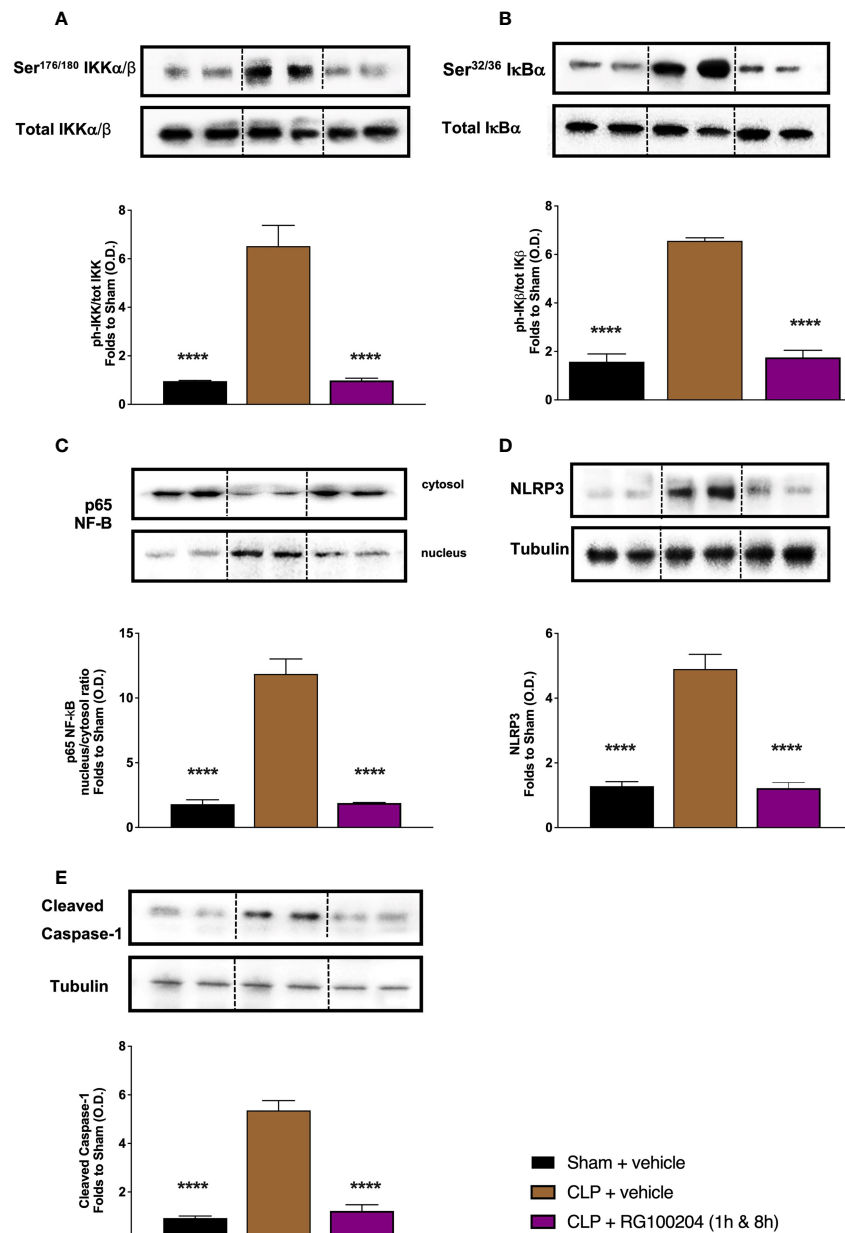 A
Ser176/180 IKKα/β
Total IKKα/β
ph-IKK/tot IKK
Folds to Sham (O.D.)
8
6
4
2
0
****
****
B
Ser32/36 IκBα
Total IκBα
ph-IKβ/tot IKβ
Folds to Sham (O.D.)
8
6
4
2
0
****
****
C
p65
NF-B
cytosol
nucleus
p65 NF-kB
nucleus/cytosol ratio
Folds to Sham (O.D.)
15
10
5
0
****
****
D
NLRP3
Tubulin
NLRP3
Folds to Sham (O.D.)
6
4
2
0
****
****
E
Cleaved
Caspase-1
Tubulin
Cleaved Caspase-1
Folds to Sham (O.D.)
8
6
4
2
****
****
Sham + vehicle
CLP + vehicle
CLP + RG100204 (1h & 8h)